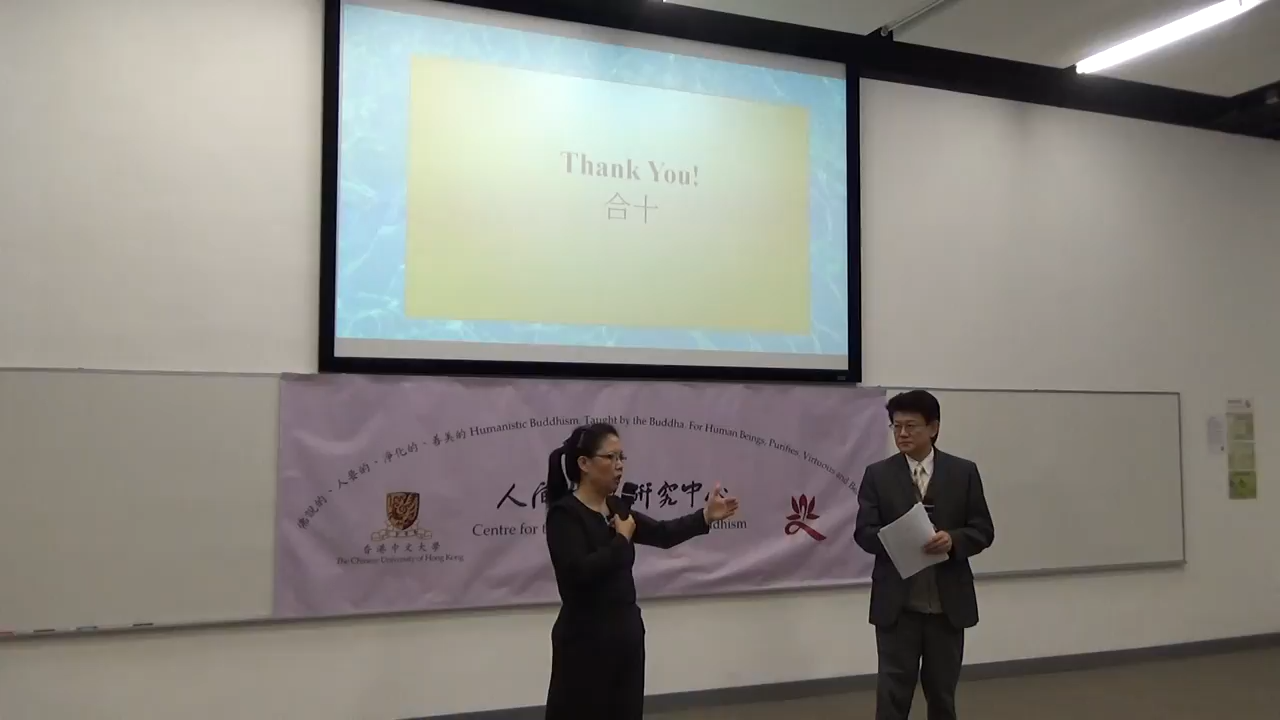 Thank You!
合十
佛說的、人要的、淨化的、善美的 Humanistic Buddhism. Taught by the Buddha. For Human Beings. Purifies. Virtuous and
人間 研究中心
Centre for
香港中文大學
The Chinese University of Hong Kong